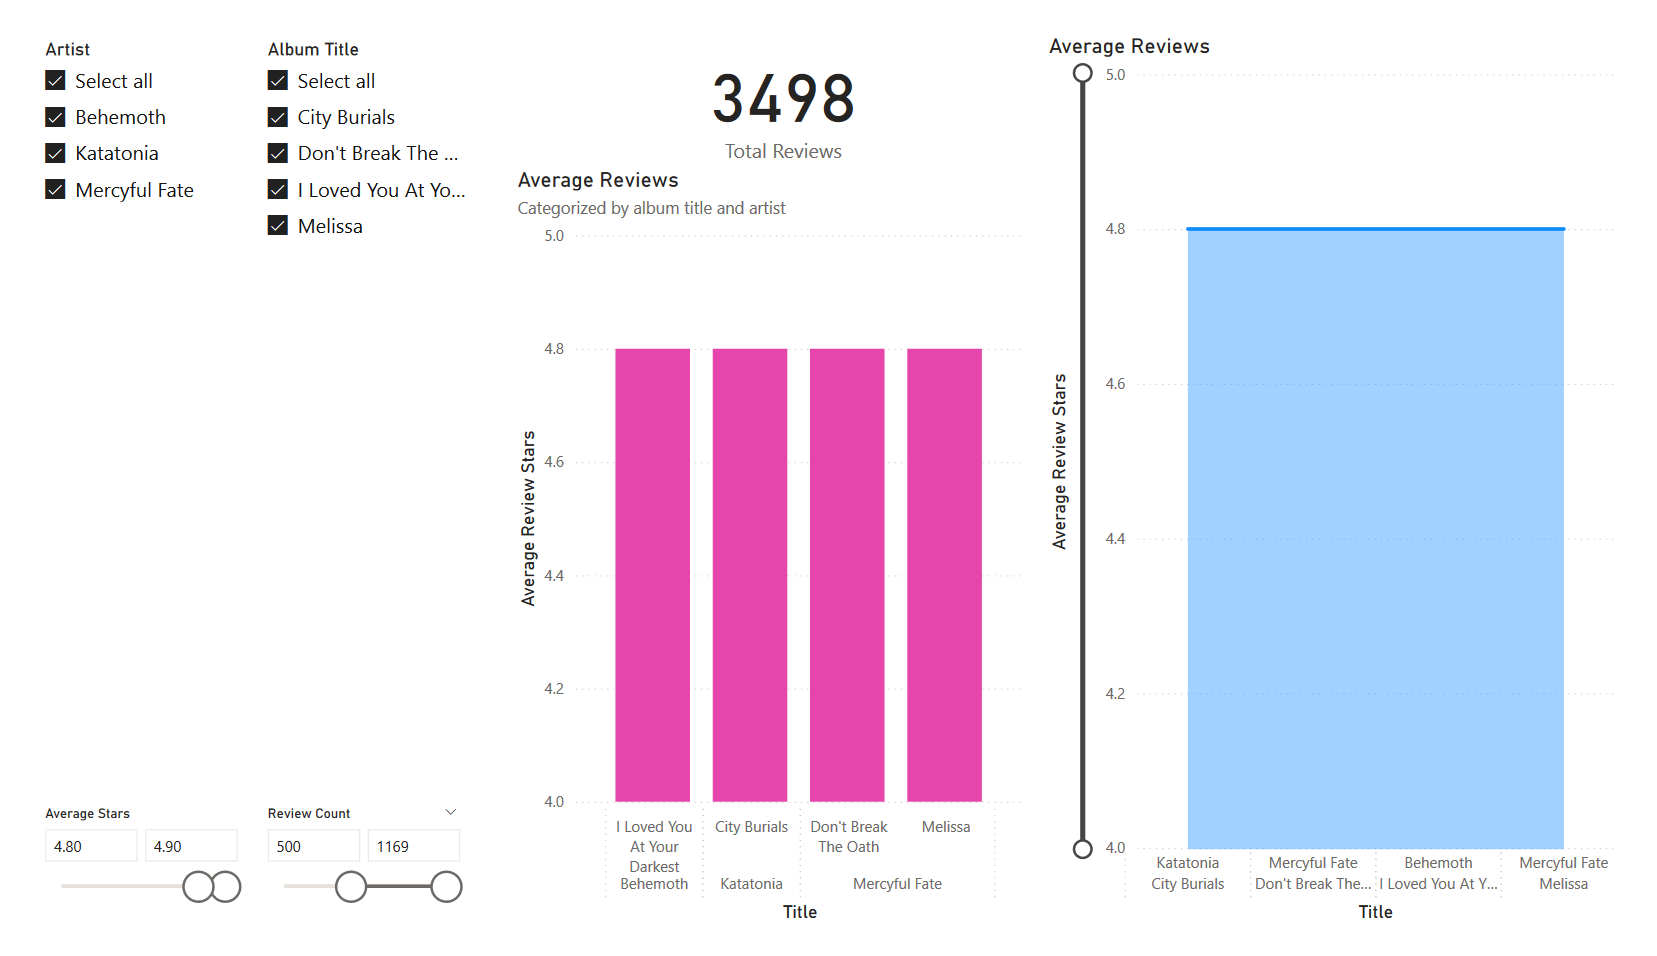 Artist
Select all
Behemoth
Katatonia
Mercyful Fate
Album Title
Select all
City Burials
Don't Break The ...
I Loved You At Yo...
Melissa
Average Stars
4.80
4.90
Review Count
500
1169
3498
Total Reviews
Average Reviews
Categorized by album title and artist
5.0
4.8
4.6
4.4
4.2
4.0
Average Review Stars
I Loved You
At Your
Darkest
Behemoth
City Burials
Katatonia
Don't Break
The Oath
Melissa
Mercyful Fate
Title
Average Reviews
5.0
4.8
4.6
4.4
4.2
4.0
Average Review Stars
Katatonia
City Burials
Mercyful Fate
Don't Break The...
Behemoth
I Loved You At Y...
Mercyful Fate
Melissa
Title